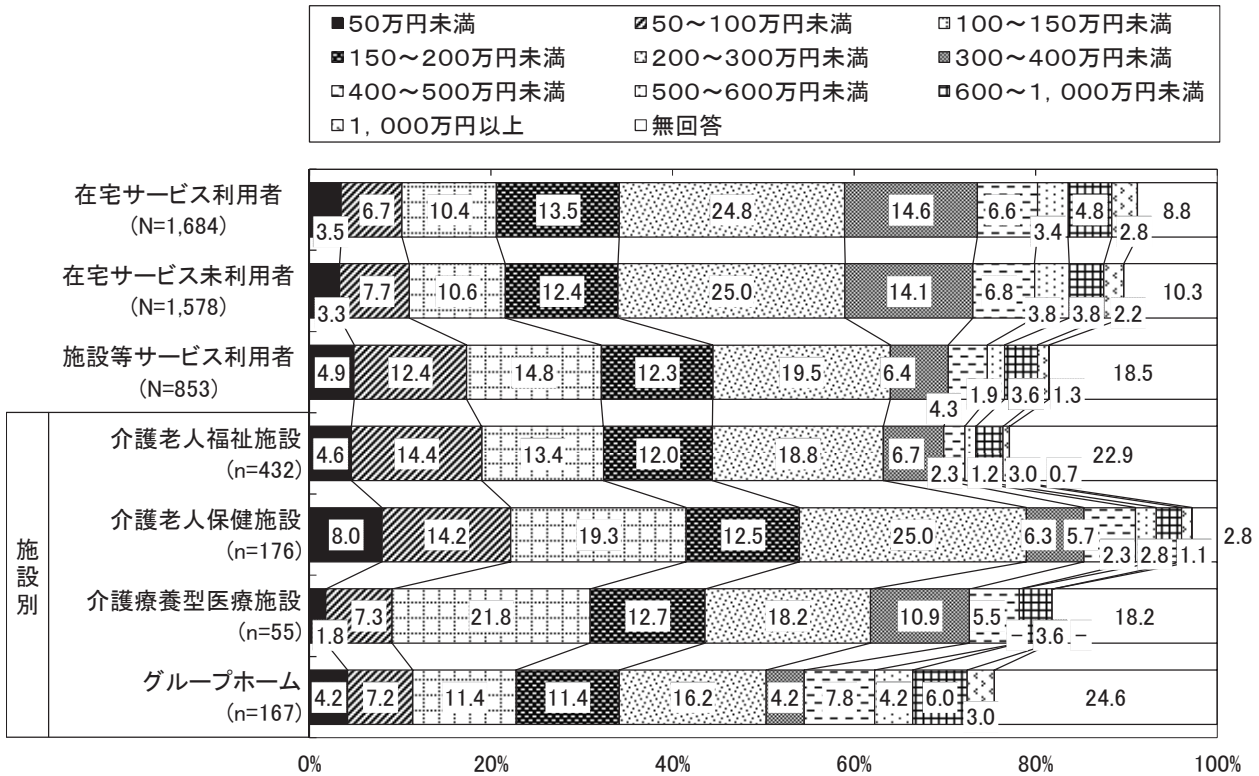 ■50万円未満 50～100万円未満 100～150万円未満
150～200万円未満 200～300万円未満 300～400万円未満
400～500万円未満 500～600万円未満 600～1，000万円未満
1，000万円以上 □無回答
在宅サービス利用者
(N=1,684)
3.5 6.7 10.4 13.5 24.8 14.6 6.6 3.4 4.8 2.8 8.8
在宅サービス未利用者
(N=1,578)
3.3 7.7 10.6 12.4 25.0 14.1 6.8 3.8 3.8 2.2 10.3
施設等サービス利用者
(N=853)
4.9 12.4 14.8 12.3 19.5 6.4 4.3 1.9 3.6 1.3 18.5
施設別
介護老人福祉施設
(n=432)
4.6 14.4 13.4 12.0 18.8 6.7 2.3 1.2 3.0 0.7 22.9
介護老人保健施設
(n=176)
8.0 14.2 19.3 12.5 25.0 6.3 5.7 2.3 2.8 1.1 2.8
介護療養型医療施設
(n=55)
1.8 7.3 21.8 12.7 18.2 10.9 5.5 - 3.6 - 18.2
グループホーム
(n=167)
4.2 7.2 11.4 11.4 16.2 4.2 7.8 4.2 6.0 3.0 24.6
0% 20% 40% 60% 80% 100%